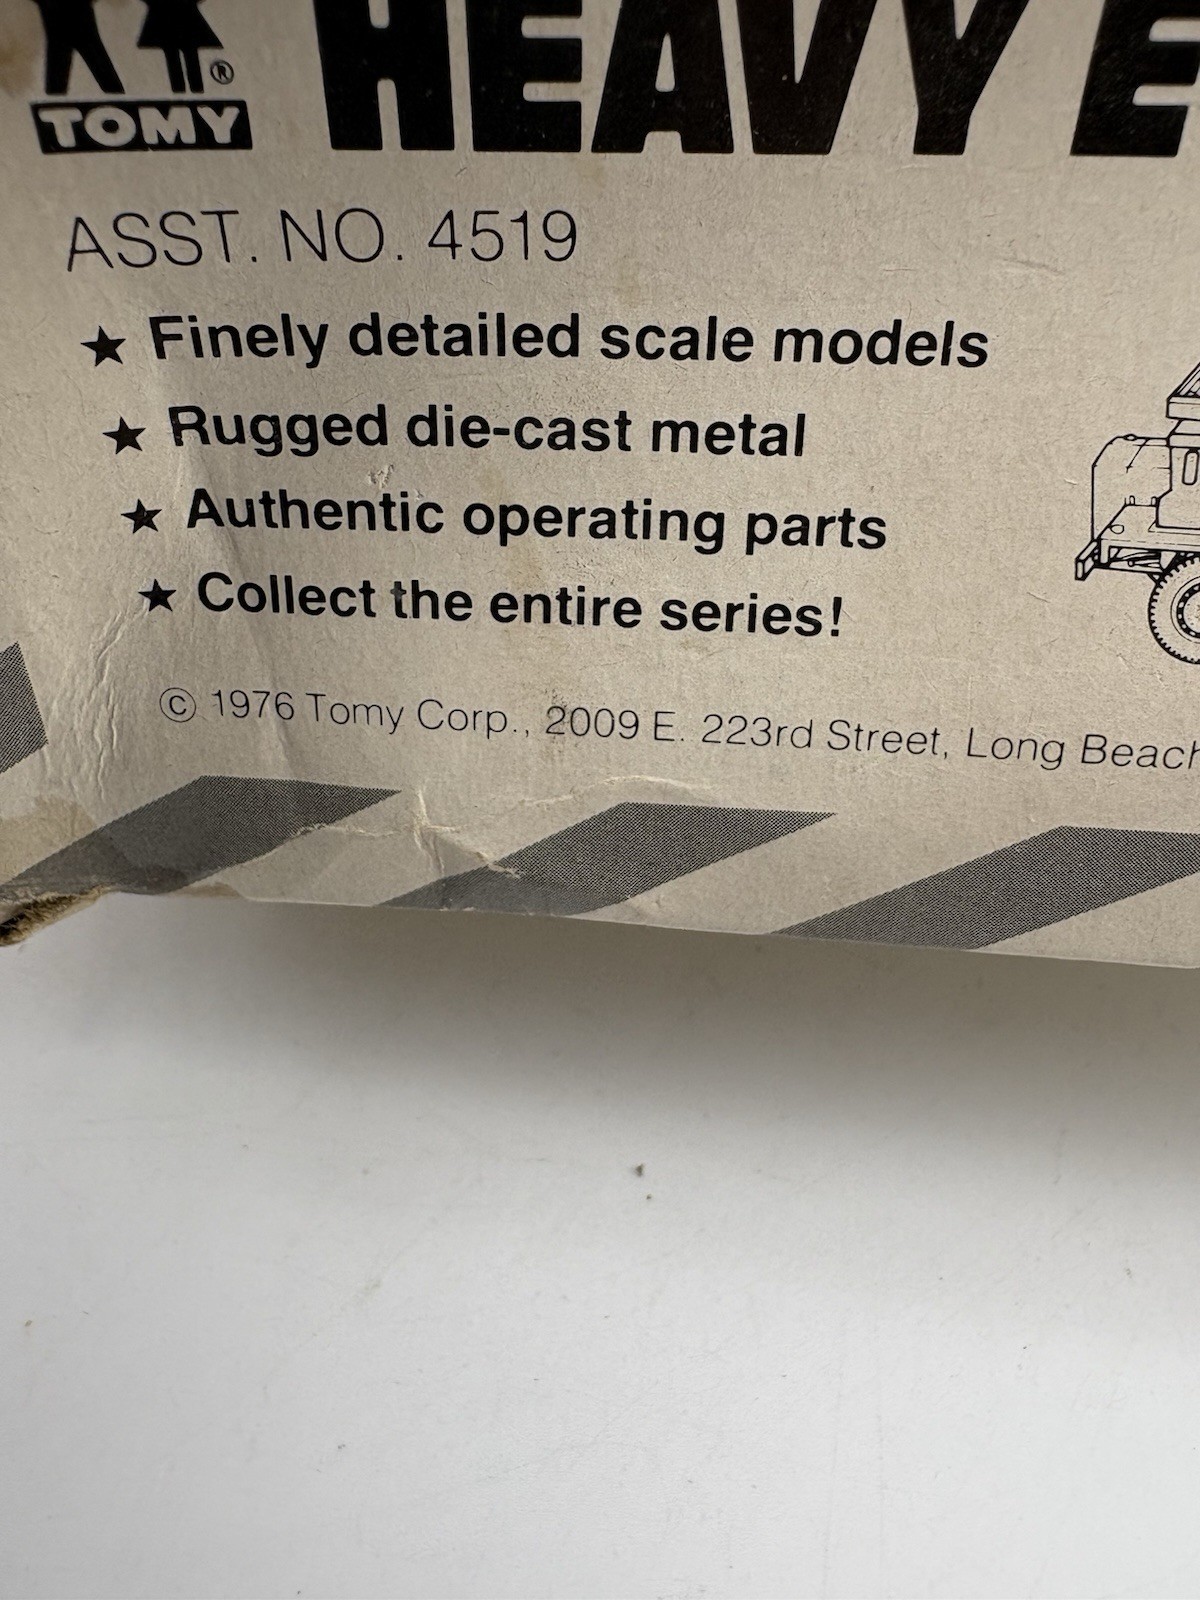 HEAVY E
®
TOMY
ASST. NO. 4519
★ Finely detailed scale models
★ Rugged die-cast metal
★ Authentic operating parts
★ Collect the entire series!
© 1976 Tomy Corp., 2009 E. 223rd Street, Long Beach